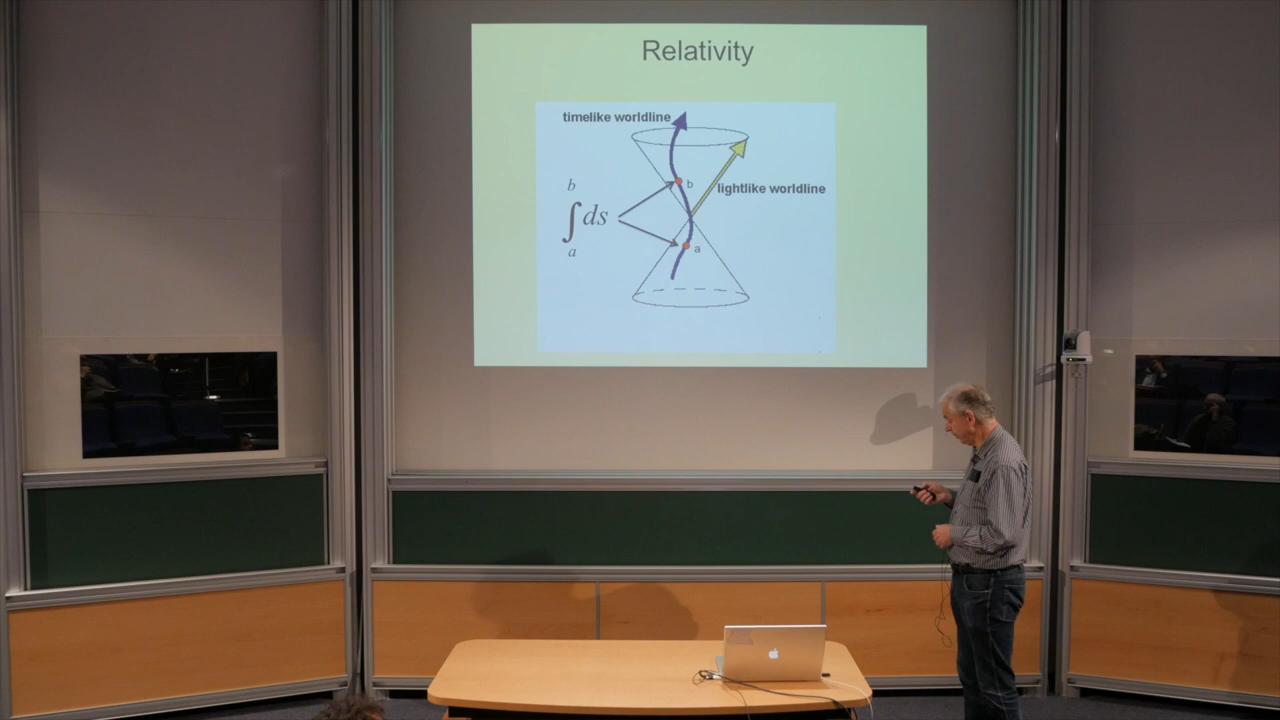 Relativity
timelike worldline
b
b
lightlike worldline
∫ ds
a
a